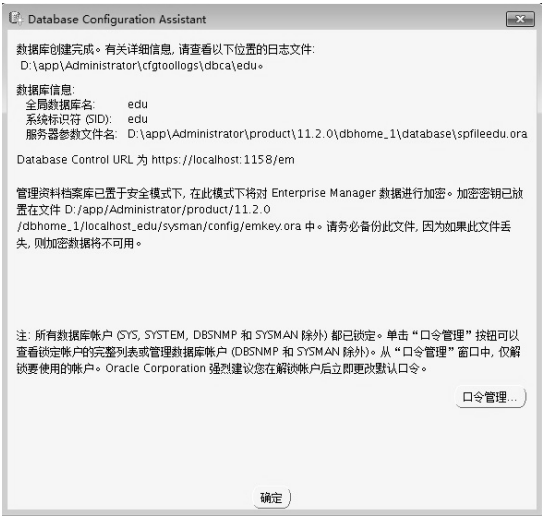 Database Configuration Assistant
数据库创建完成。有关详细信息, 请查看以下位置的日志文件:
D:\app\Administrator\cfgtoollogs\dbca\edu。
数据库信息:
全局数据库名: edu
系统标识符 (SID): edu
服务器参数文件名: D:\app\Administrator\product\11.2.0\dbhome_1\database\spfileedu.ora
Database Control URL 为 https://localhost:1158/em
管理资料档案库已置于安全模式下, 在此模式下将对 Enterprise Manager 数据进行加密。加密密钥已放
置在文件 D:/app/Administrator/product/11.2.0
/dbhome_1/localhost_edu/sysman/config/emkey.ora 中。请务必备份此文件, 因为如果此文件丢
失, 则加密数据将不可用。
注: 所有数据库帐户 (SYS, SYSTEM, DBSNMP 和 SYSMAN 除外) 都已锁定。单击“口令管理”按钮可以
查看锁定帐户的完整列表或管理数据库帐户 (DBSNMP 和 SYSMAN 除外)。从“口令管理”窗口中, 仅解
锁要使用的帐户。Oracle Corporation 强烈建议您在解锁帐户后立即更改默认口令。
口令管理...
确定